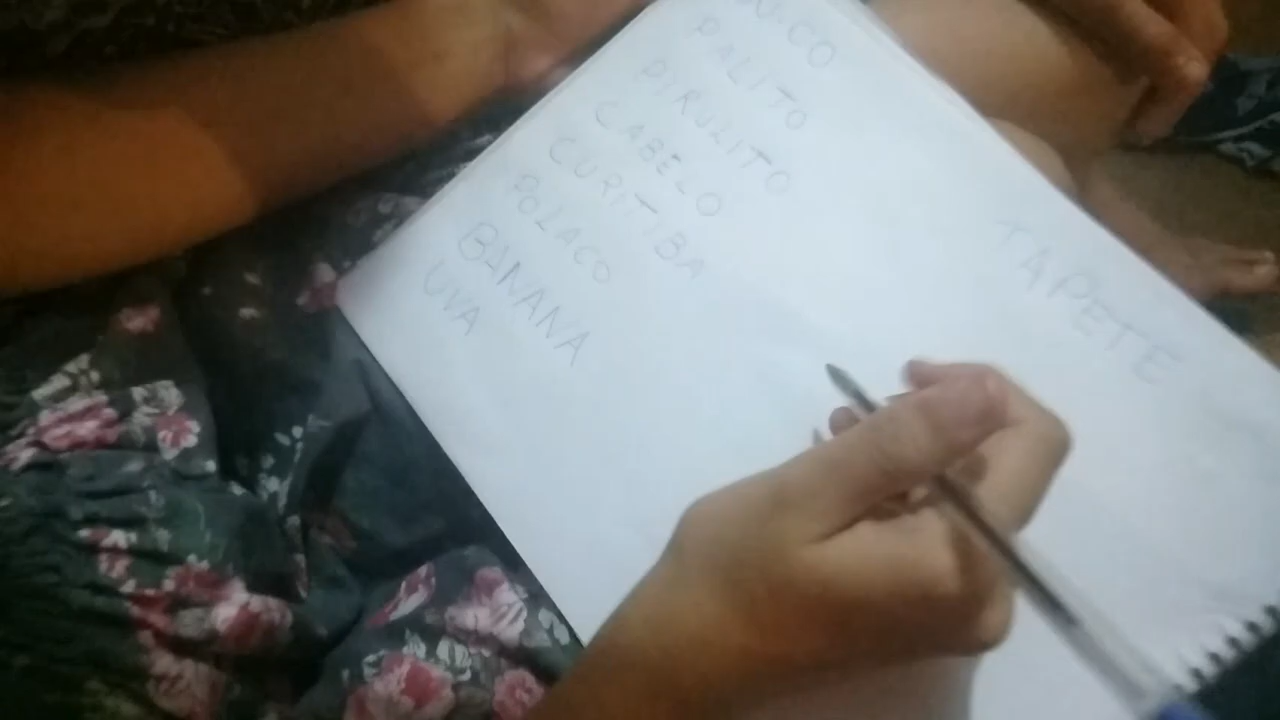 PALITO
PIRULITO
CABELO
CURITIBA
POLACO
BANANA
UVA
TAPETE